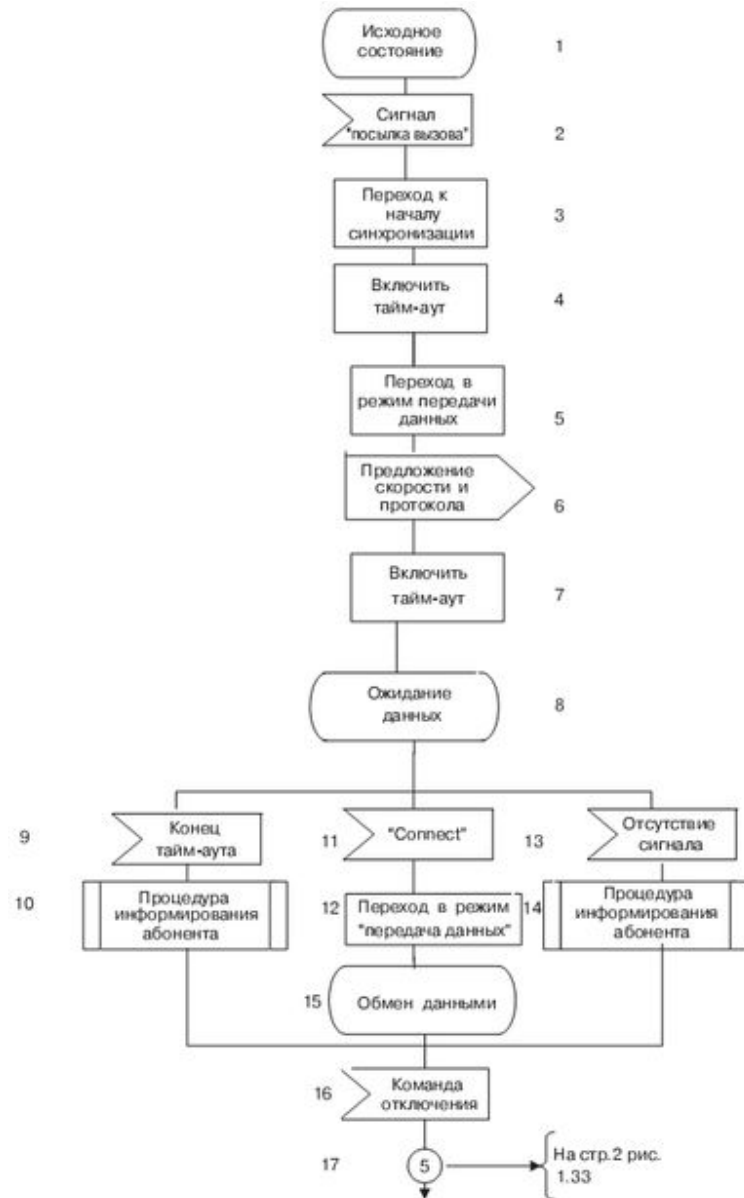 Исходное
состояние
1
Сигнал
"посылка вызова"
2
Переход к
началу
синхронизации
3
Включить
тайм-аут
4
Переход в
режим передачи
данных
5
Предложение
скорости и
протокола
6
Включить
тайм-аут
7
Ожидание
данных
8
9
Конец
тайм-аута
11
"Connect"
13
Отсутствие
сигнала
10
Процедура
информирования
абонента
12
Переход в режим
"передача данных"
14
Процедура
информирования
абонента
15
Обмен данными
16
Команда
отключения
17
5
На стр.2 рис.
1.33